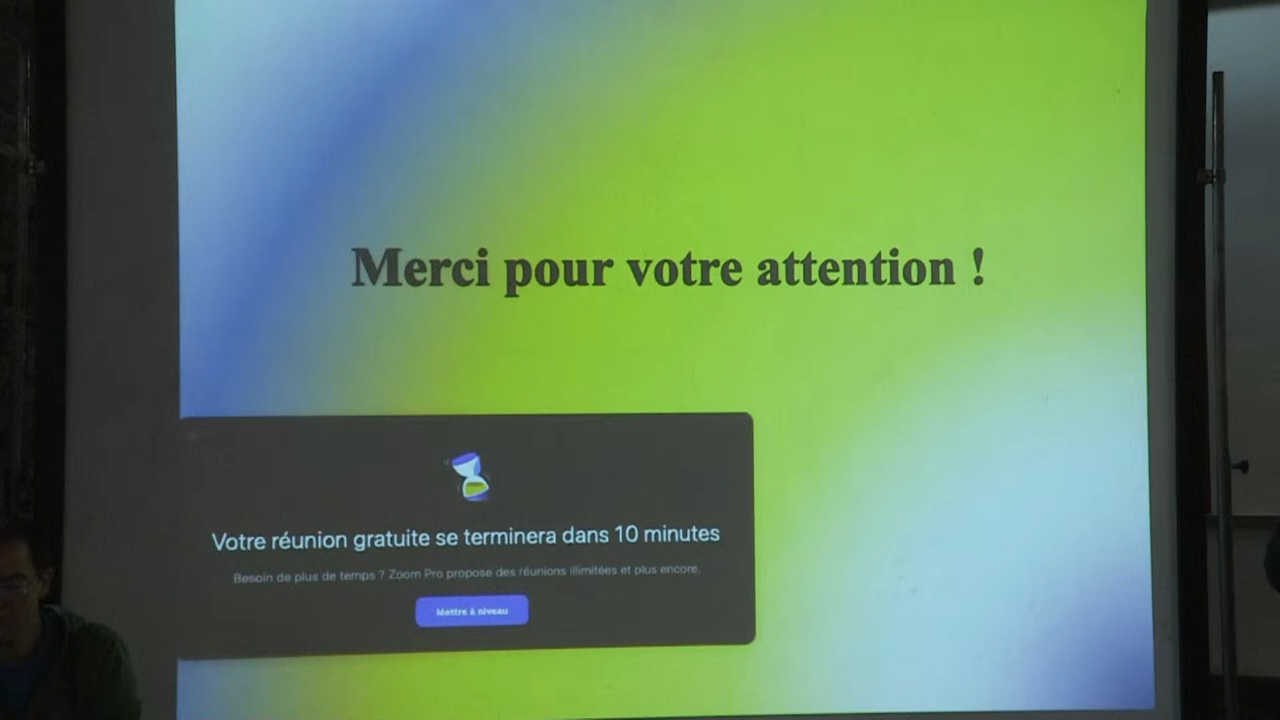 Merci pour votre attention !
Votre réunion gratuite se terminera dans 10 minutes
Besoin de plus de temps ? Zoom Pro propose des réunions illimitées et plus encore.
Mettre à niveau